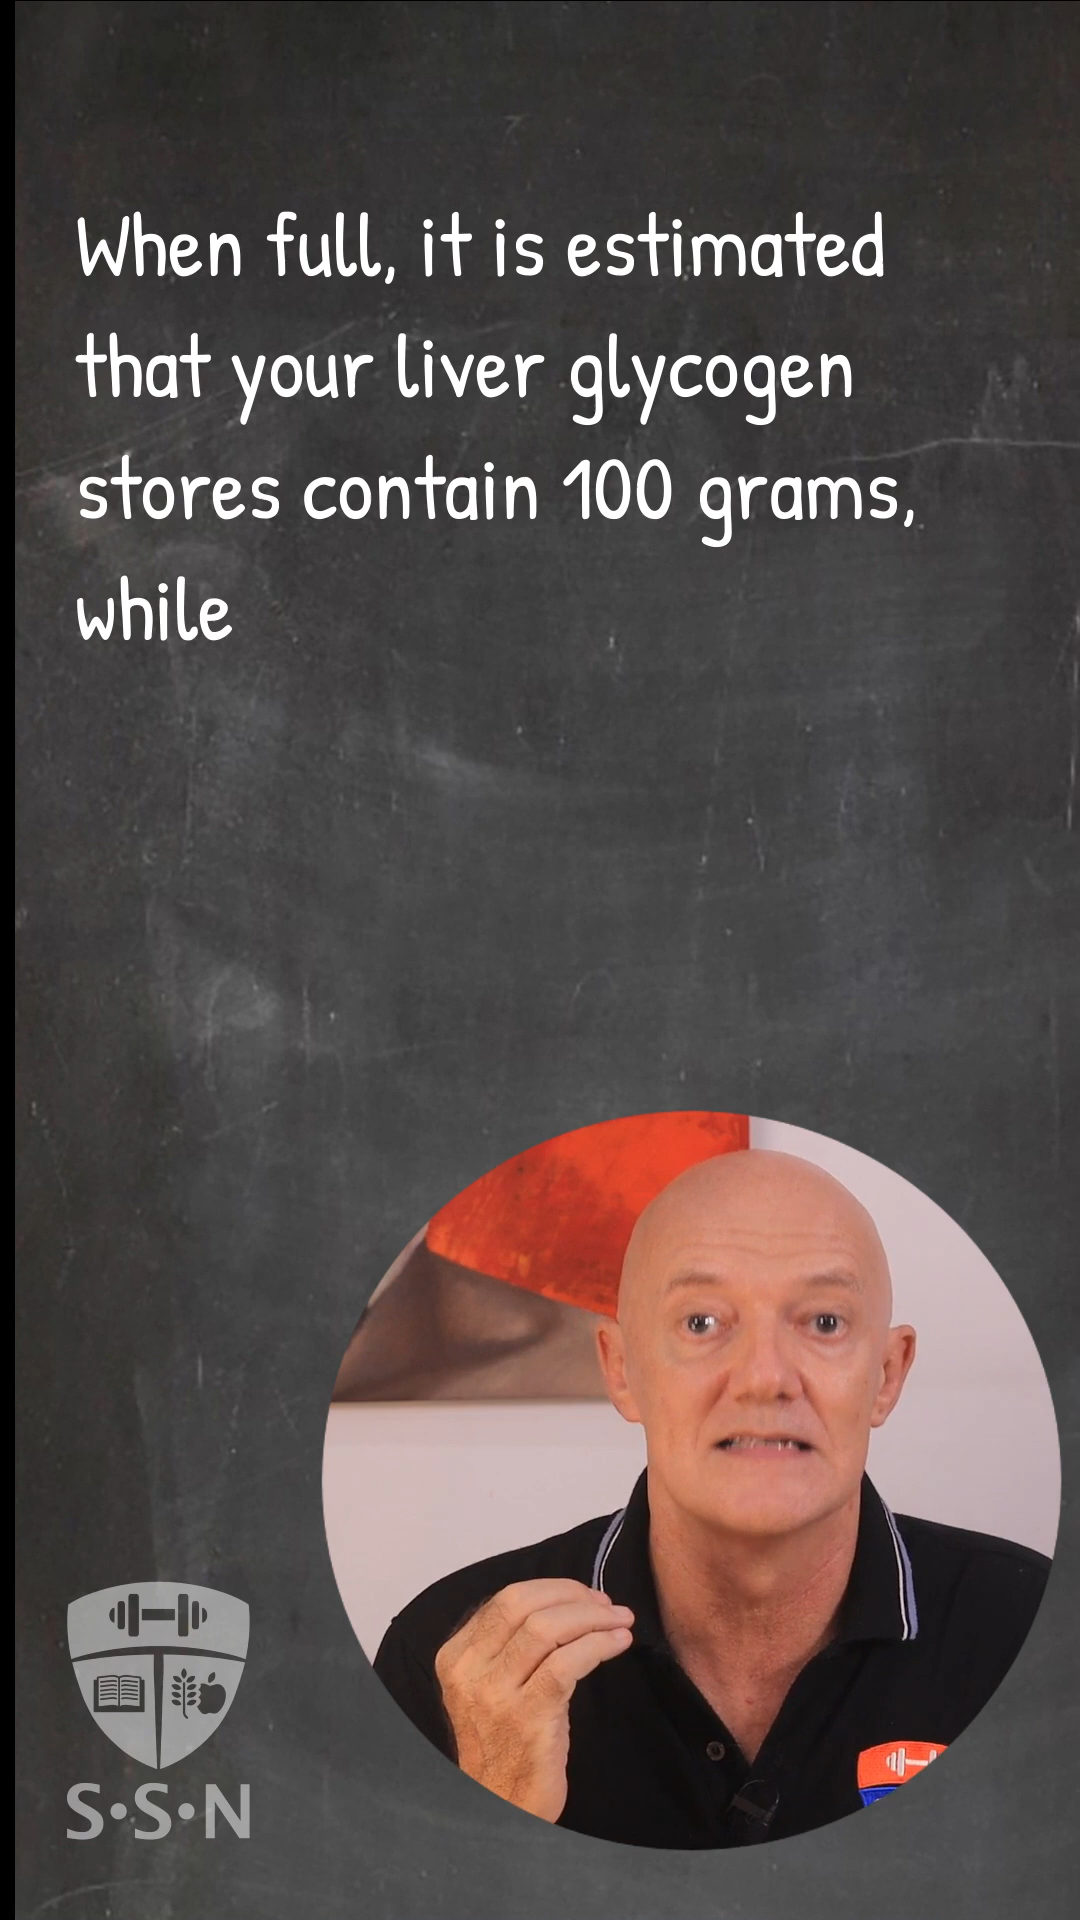 When full, it is estimated
that your liver glycogen
stores contain 100 grams,
while
S·S·N